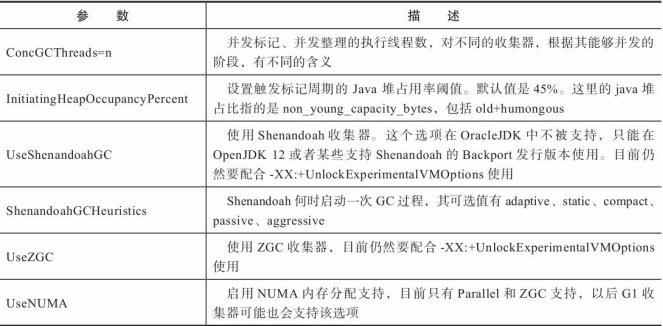 参 数 描 述
ConcGCThreads=n
并发标记、并发整理的执行线程数，对不同的收集器，根据其能够并发的
阶段，有不同的含义
InitiatingHeapOccupancyPercent
设置触发标记周期的 Java 堆占用率阈值。默认值是 45%。这里的 java 堆
占比指的是 non_young_capacity_bytes，包括 old+humongous
UseShenandoahGC
使用 Shenandoah 收集器。这个选项在 OracleJDK 中不被支持，只能在
OpenJDK 12 或者某些支持 Shenandoah 的 Backport 发行版本使用。目前仍
然要配合 -XX:+UnlockExperimentalVMOptions 使用
ShenandoahGCHeuristics
Shenandoah 何时启动一次 GC 过程，其可选值有 adaptive、static、compact、
passive、aggressive
UseZGC
使用 ZGC 收集器，目前仍然要配合 -XX:+UnlockExperimentalVMOptions
使用
UseNUMA
启用 NUMA 内存分配支持，目前只有 Parallel 和 ZGC 支持，以后 G1 收
集器可能也会支持该选项